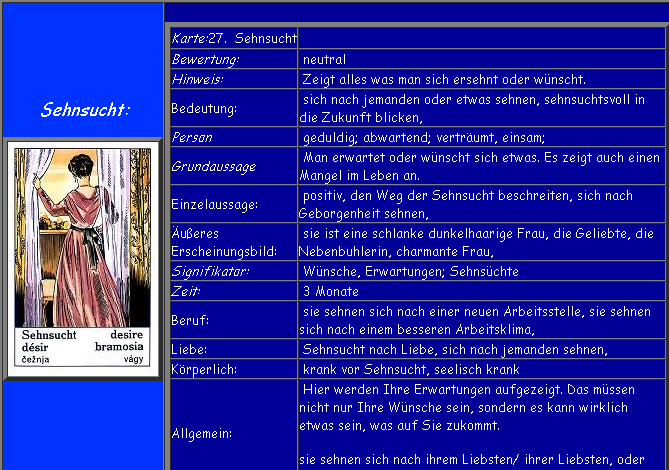 Sehnsucht:
Sehnsucht desire
désir bramosia
čežnja vágy
Karte:27. Sehnsucht
Bewertung: neutral
Hinweis: Zeigt alles was man sich ersehnt oder wünscht.
Bedeutung: sich nach jemanden oder etwas sehnen, sehnsuchtsvoll in
die Zukunft blicken,
Person geduldig; abwartend; verträumt, einsam;
Grundaussage Man erwartet oder wünscht sich etwas. Es zeigt auch einen
Mangel im Leben an.
Einzelaussage: positiv, den Weg der Sehnsucht beschreiten, sich nach
Geborgenheit sehnen,
Äußeres
Erscheinungsbild: sie ist eine schlanke dunkelhaarige Frau, die Geliebte, die
Nebenbuhlerin, charmante Frau,
Signifikator: Wünsche, Erwartungen; Sehnsüchte
Zeit: 3 Monate
Beruf: sie sehnen sich nach einer neuen Arbeitsstelle, sie sehnen
sich nach einem besseren Arbeitsklima,
Liebe: Sehnsucht nach Liebe, sich nach jemanden sehnen,
Körperlich: krank vor Sehnsucht, seelisch krank
Allgemein: Hier werden Ihre Erwartungen aufgezeigt. Das müssen
nicht nur Ihre Wünsche sein, sondern es kann wirklich
etwas sein, was auf Sie zukommt.
sie sehnen sich nach ihrem Liebsten/ ihrer Liebsten, oder